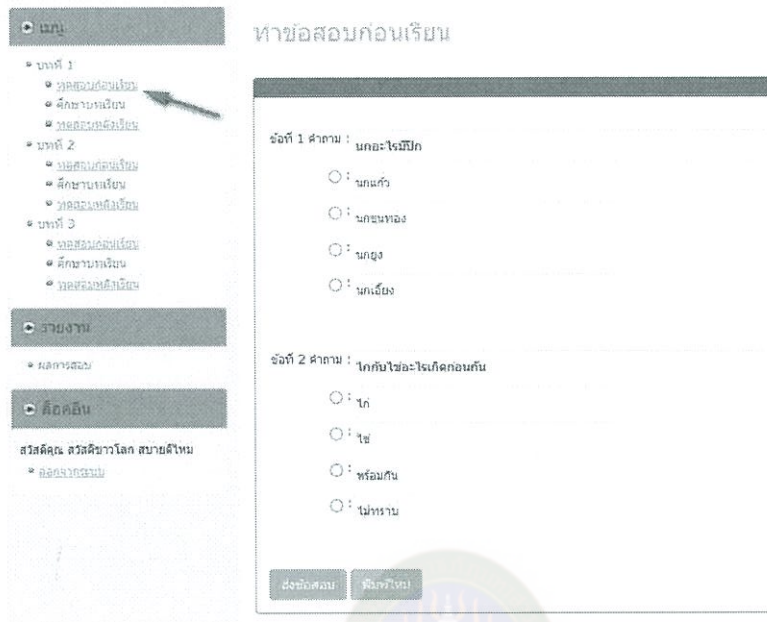 เมนู
บทที่ 1
ทดสอบก่อนเรียน
ศึกษาบทเรียน
ทดสอบหลังเรียน
บทที่ 2
ทดสอบก่อนเรียน
ศึกษาบทเรียน
ทดสอบหลังเรียน
บทที่ 3
ทดสอบก่อนเรียน
ศึกษาบทเรียน
ทดสอบหลังเรียน
รายงาน
ผลการสอบ
ล็อคอิน
สวัสดีคุณ สวัสดีชาวโลก สบายดีไหม
ออกจากระบบ
ทำข้อสอบก่อนเรียน
ข้อที่ 1 คำถาม : นกอะไรมีปีก
: นกแก้ว
: นกขุนทอง
: นกยูง
: นกเอี้ยง
ข้อที่ 2 คำถาม : ไกกับไข่อะไรเกิดก่อนกัน
: ไก่
: ไข่
: พร้อมกัน
: ไม่ทราบ
ส่งข้อสอบ พิมพ์ใหม่